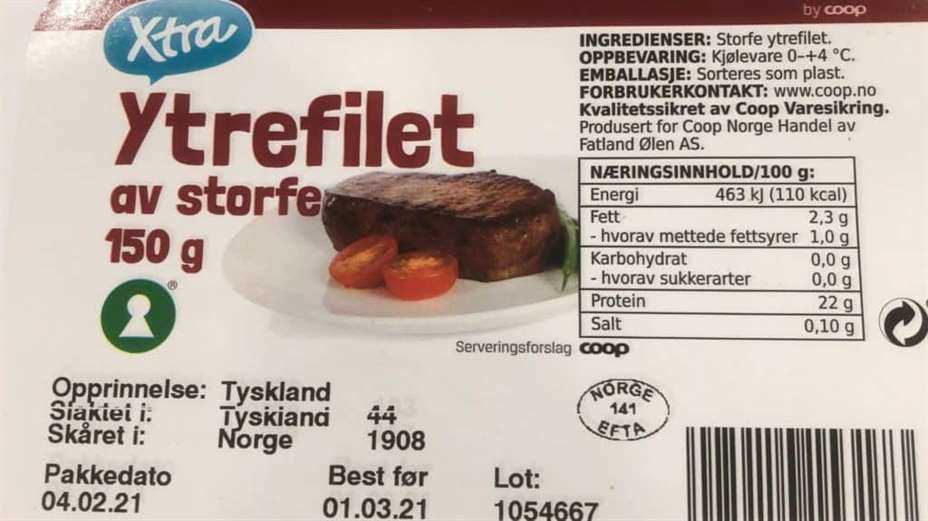 Xtra
by coop
Ytrefilet
av storfe
150 g
®
INGREDIENSER: Storfe ytrefilet.
OPPBEVARING: Kjølevare 0-+4 °C.
EMBALLASJE: Sorteres som plast.
FORBRUKERKONTAKT: www.coop.no
Kvalitetssikret av Coop Varesikring.
Produsert for Coop Norge Handel av
Fatland Ølen AS.
NÆRINGSINNHOLD/100 g:
Energi 463 kJ (110 kcal)
Fett 2,3 g
- hvorav mettede fettsyrer 1,0 g
Karbohydrat 0,0 g
- hvorav sukkerarter 0,0 g
Protein 22 g
Salt 0,10 g
Serveringsforslag coop
Opprinnelse: Tyskland
Slaktet i: Tyskland 44
Skåret i: Norge 1908
NORGE
141
EFTA
Pakkedato Best før Lot:
04.02.21 01.03.21 1054667